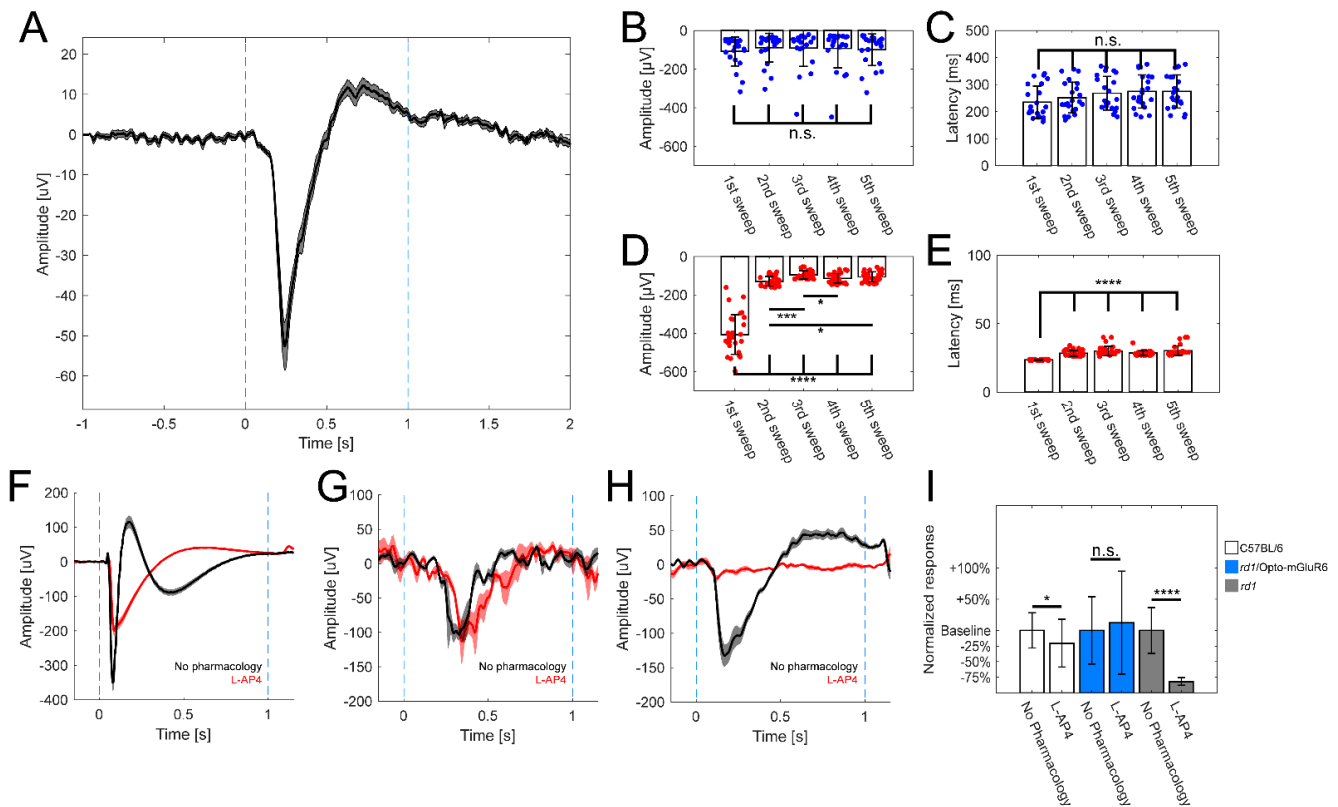 A
Amplitude [uV]
20
10
0
-10
-20
-30
-40
-50
-60
-1
-0.5
0
0.5
1
1.5
2
Time [s]
B
Amplitude [µV]
0
-200
-400
-600
n.s.
1st sweep
2nd sweep
3rd sweep
4th sweep
5th sweep
C
Latency [ms]
500
400
300
200
100
0
n.s.
1st sweep
2nd sweep
3rd sweep
4th sweep
5th sweep
D
Amplitude [µV]
0
-200
-400
-600
*
***
*
****
1st sweep
2nd sweep
3rd sweep
4th sweep
5th sweep
E
Latency [ms]
100
50
0
****
1st sweep
2nd sweep
3rd sweep
4th sweep
5th sweep
F
Amplitude [uV]
200
100
0
-100
-200
-300
-400
No pharmacology
L-AP4
0
0.5
1
Time [s]
G
Amplitude [uV]
100
50
0
-50
-100
-150
-200
No pharmacology
L-AP4
0
0.5
1
Time [s]
H
Amplitude [uV]
100
50
0
-50
-100
-150
-200
No pharmacology
L-AP4
0
0.5
1
Time [s]
I
Normalized response
+100%
+50%
Baseline
-25%
-50%
-75%
*
n.s.
****
No Pharmacology
L-AP4
No Pharmacology
L-AP4
No Pharmacology
L-AP4
C57BL/6
rd1/Opto-mGluR6
rd1